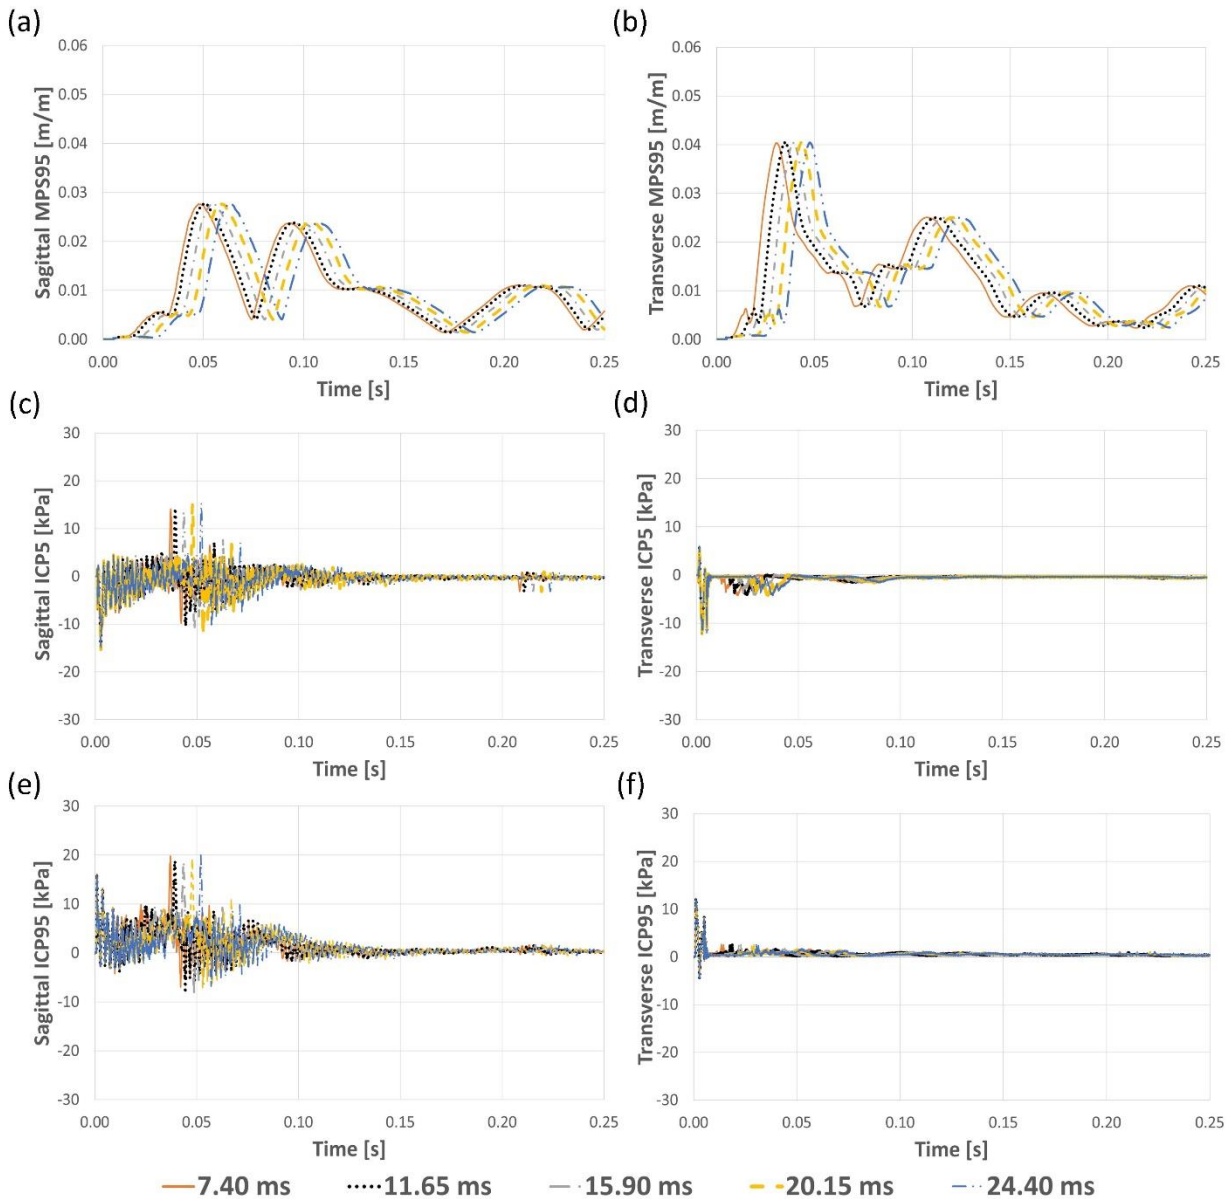 (a)
(b)
0.06
0.05
0.04
0.03
0.02
0.01
0.00
Sagittal MPS95 [m/m]
0.00 0.05 0.10 0.15 0.20 0.25
Time [s]
0.06
0.05
0.04
0.03
0.02
0.01
0.00
Transverse MPS95 [m/m]
0.00 0.05 0.10 0.15 0.20 0.25
Time [s]
(c)
(d)
30
20
10
0
-10
-20
-30
Sagittal ICP5 [kPa]
0.00 0.05 0.10 0.15 0.20 0.25
Time [s]
30
20
10
0
-10
-20
-30
Transverse ICP5 [kPa]
0.00 0.05 0.10 0.15 0.20 0.25
Time [s]
(e)
(f)
30
20
10
0
-10
-20
-30
Sagittal ICP95 [kPa]
0.00 0.05 0.10 0.15 0.20 0.25
Time [s]
30
20
10
0
-10
-20
-30
Transverse ICP95 [kPa]
0.00 0.05 0.10 0.15 0.20 0.25
Time [s]
7.40 ms 11.65 ms 15.90 ms 20.15 ms 24.40 ms